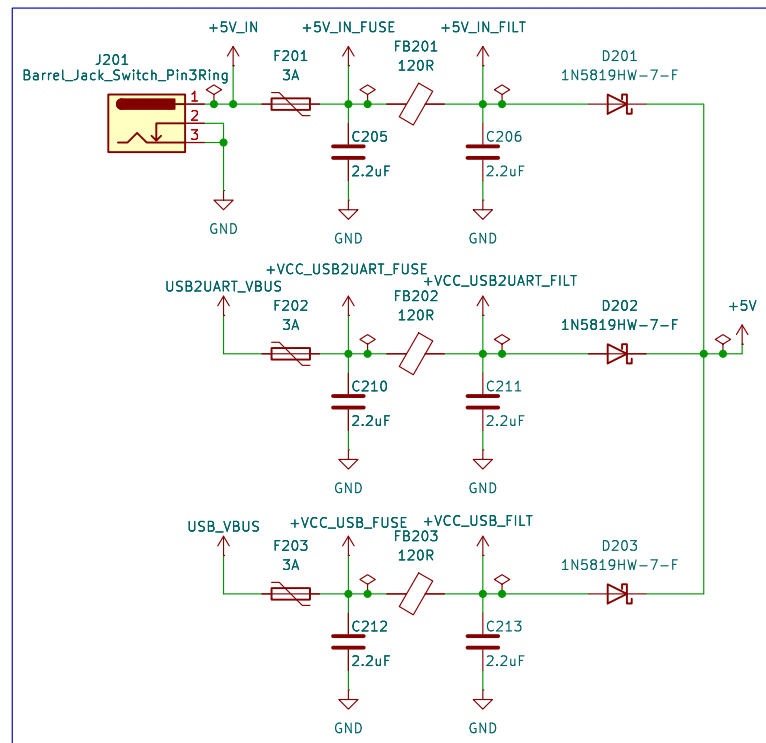 +5V_IN
+5V_IN_FUSE
+5V_IN_FILT
J201
Barrel_Jack_Switch_Pin3Ring
F201
3A
FB201
120R
D201
1N5819HW-7-F
1
2
3
C205
2.2uF
C206
2.2uF
GND
GND
GND
USB2UART_VBUS
+VCC_USB2UART_FUSE
+VCC_USB2UART_FILT
F202
3A
FB202
120R
D202
1N5819HW-7-F
+5V
C210
2.2uF
C211
2.2uF
GND
GND
USB_VBUS
+VCC_USB_FUSE
+VCC_USB_FILT
F203
3A
FB203
120R
D203
1N5819HW-7-F
C212
2.2uF
C213
2.2uF
GND
GND